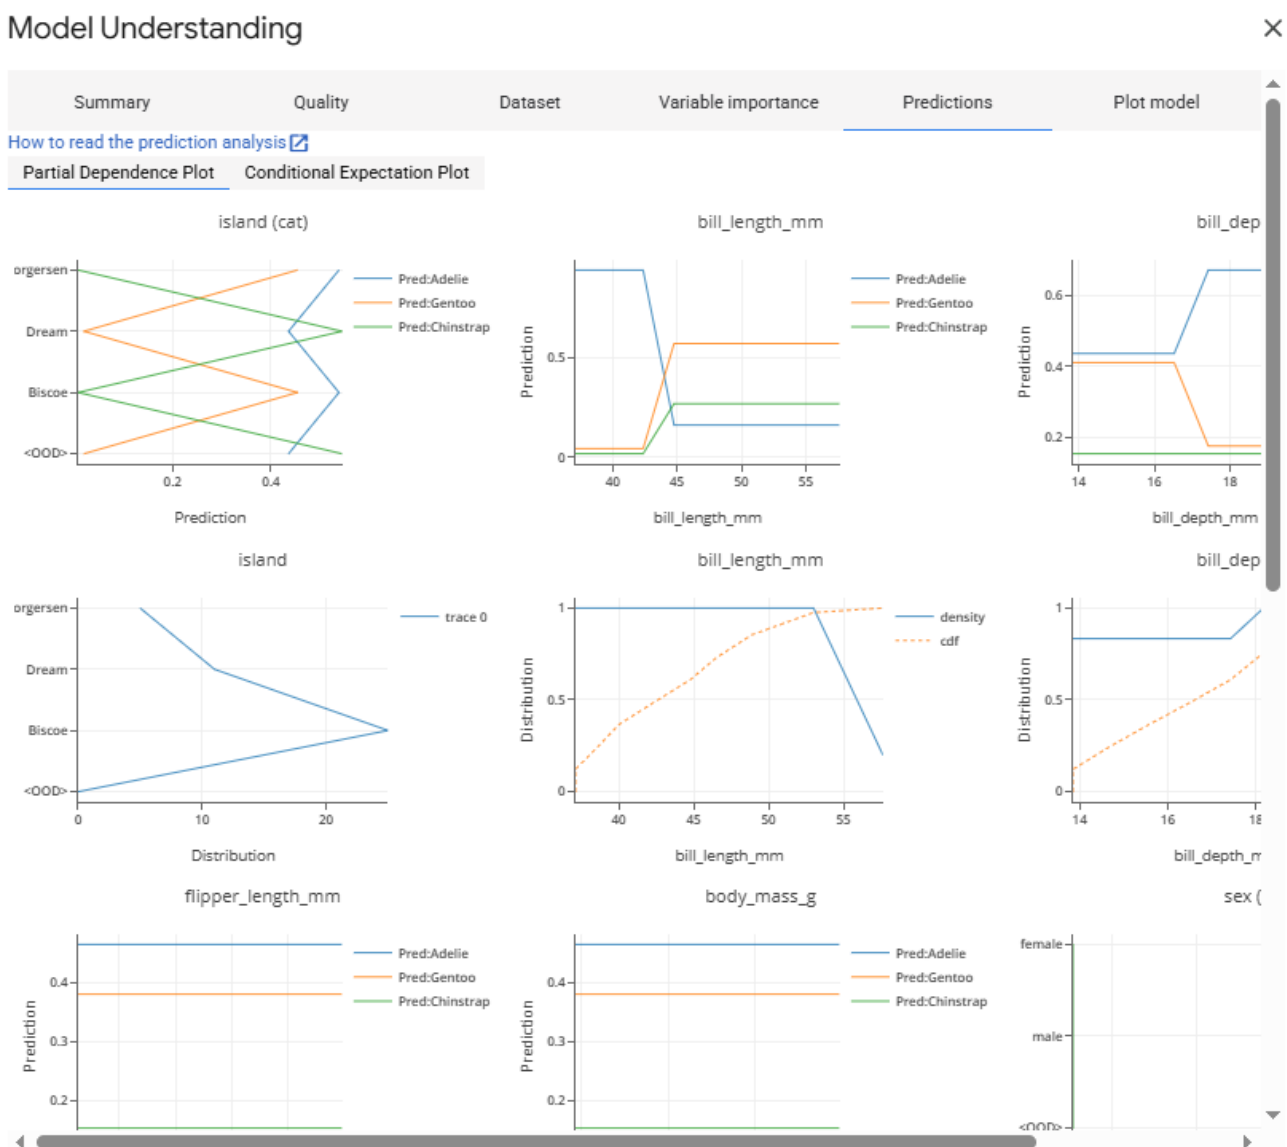 Model Understanding
Summary Quality Dataset Variable importance Predictions Plot model
How to read the prediction analysis
Partial Dependence Plot Conditional Expectation Plot
island (cat)
orgersen
Dream
Biscoe
<OOD>
0.2 0.4
Prediction
Pred:Adelie
Pred:Gentoo
Pred:Chinstrap
bill_length_mm
Prediction
0.5
0
40 45 50 55
bill_length_mm
Pred:Adelie
Pred:Gentoo
Pred:Chinstrap
bill_dep
Prediction
0.6
0.4
0.2
14 16 18
bill_depth_mm
island
orgersen
Dream
Biscoe
<OOD>
0 10 20
Distribution
trace 0
bill_length_mm
Distribution
1
0.5
0
40 45 50 55
bill_length_mm
density
cdf
bill_dep
Distribution
1
0.5
0
14 16 18
bill_depth_m
flipper_length_mm
Prediction
0.4
0.3
0.2
Pred:Adelie
Pred:Gentoo
Pred:Chinstrap
body_mass_g
Prediction
0.4
0.3
0.2
Pred:Adelie
Pred:Gentoo
Pred:Chinstrap
sex (
female
male
<OOD>